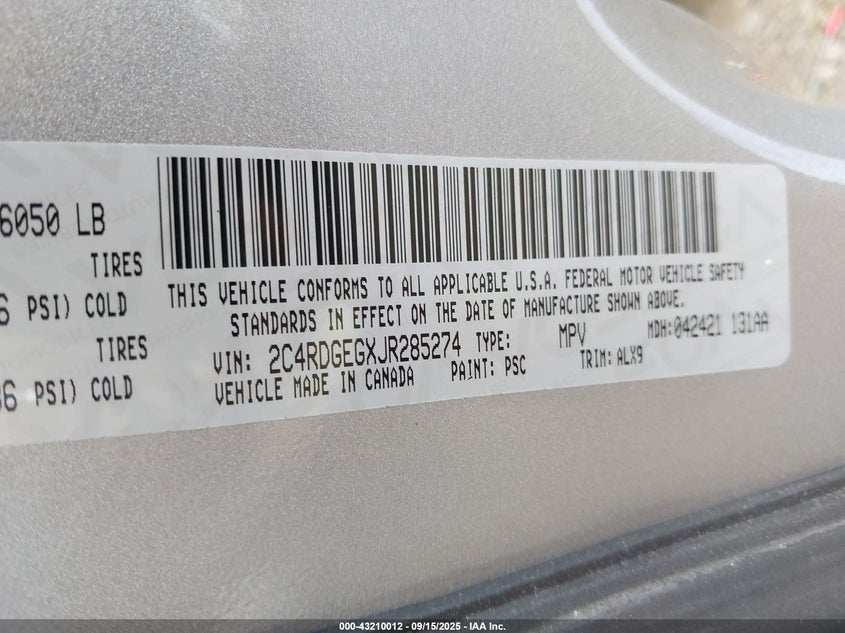 6050 LB
TIRES
6 PSI) COLD
TIRES
36 PSI) COLD
THIS VEHICLE CONFORMS TO ALL APPLICABLE U.S.A. FEDERAL MOTOR VEHICLE SAFETY
STANDARDS IN EFFECT ON THE DATE OF MANUFACTURE SHOWN ABOVE.
VIN: 2C4RDGEGXJR285274 TYPE: MPV MDH: 042421 131AA
VEHICLE MADE IN CANADA PAINT: PSC TRIM: ALX9
000-43210012 - 09/15/2025 - IAA Inc.